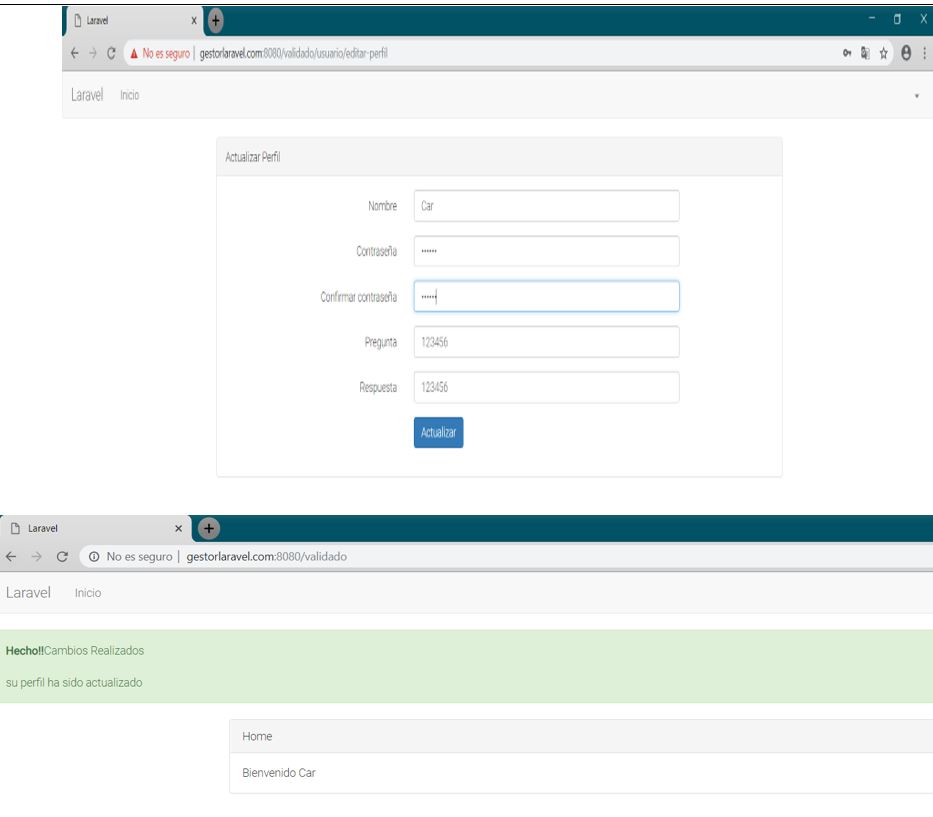 Laravel
No es seguro | gestorlaravel.com:8080/validado/usuario/editar-perfil
Laravel Inicio
Actualizar Perfil
Nombre Car
Contraseña ······
Confirmar contraseña ······
Pregunta 123456
Respuesta 123456
Actualizar
Laravel
No es seguro | gestorlaravel.com:8080/validado
Laravel Inicio
Hecho!!Cambios Realizados
su perfil ha sido actualizado
Home
Bienvenido Car